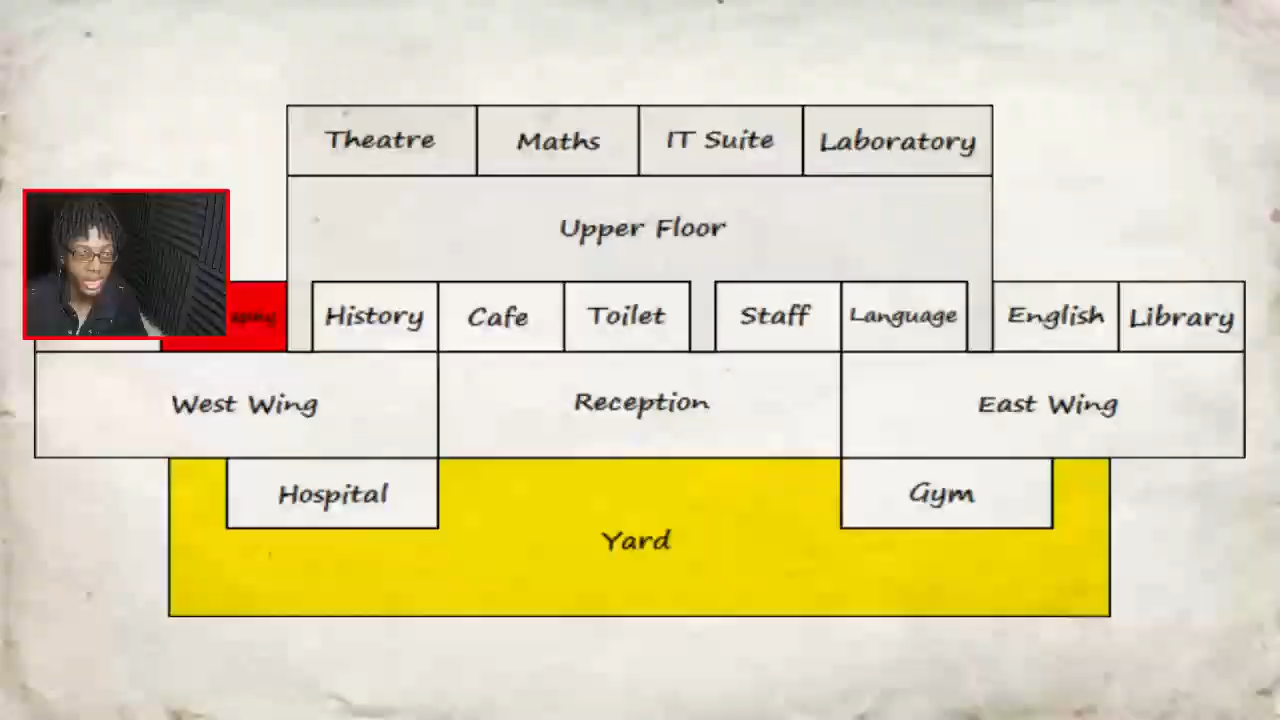 Theatre Maths IT Suite Laboratory
Upper Floor
History Cafe Toilet Staff Language English Library
West Wing Reception East Wing
Hospital Gym
Yard